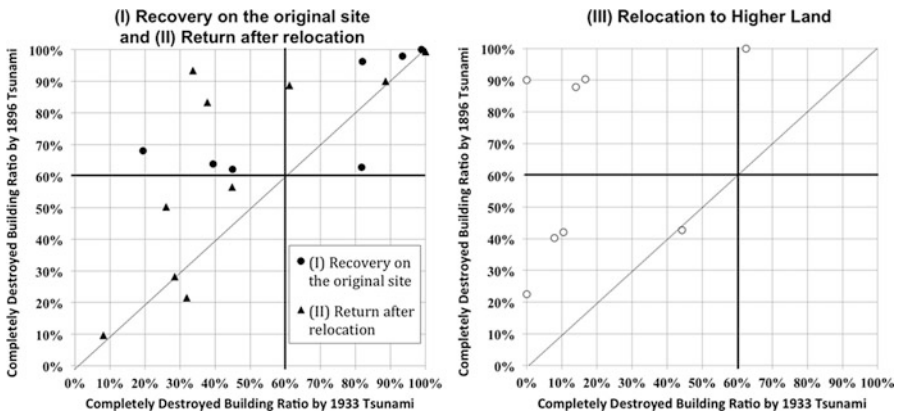 (I) Recovery on the original site
and (II) Return after relocation
Completely Destroyed Building Ratio by 1896 Tsunami
100%
90%
80%
70%
60%
50%
40%
30%
20%
10%
0%
(I) Recovery on
the original site
(II) Return after
relocation
0% 10% 20% 30% 40% 50% 60% 70% 80% 90% 100%
Completely Destroyed Building Ratio by 1933 Tsunami
(III) Relocation to Higher Land
Completely Destroyed Building Ratio by 1896 Tsunami
100%
90%
80%
70%
60%
50%
40%
30%
20%
10%
0%
0% 10% 20% 30% 40% 50% 60% 70% 80% 90% 100%
Completely Destroyed Building Ratio by 1933 Tsunami